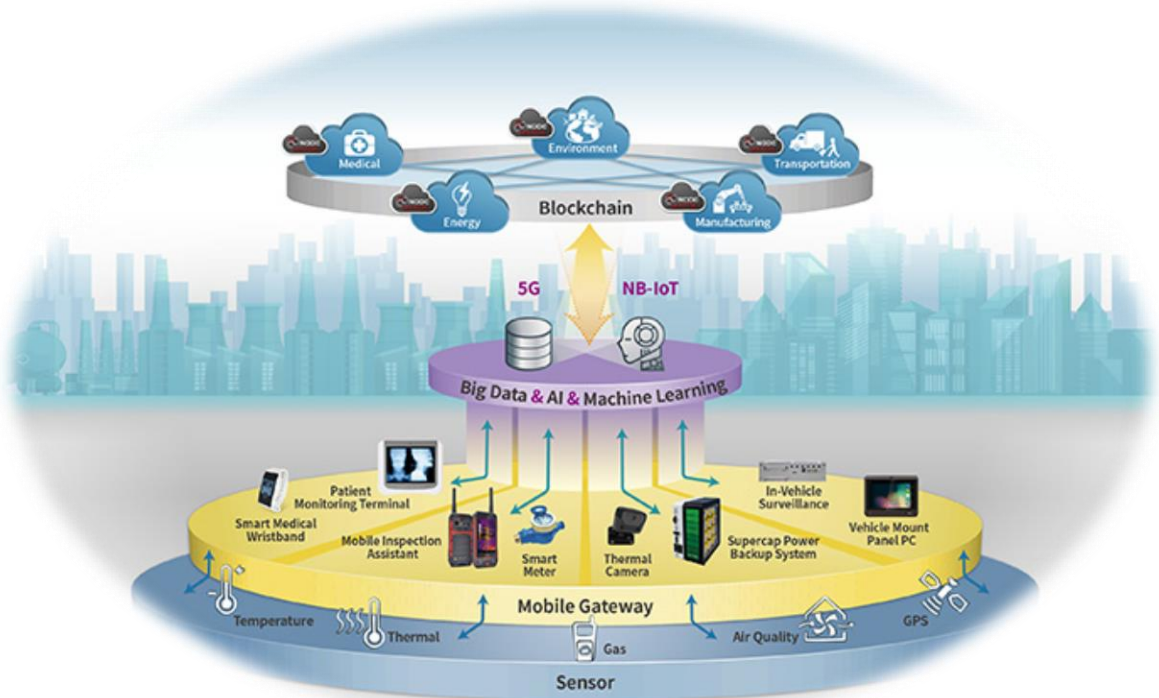 Medical
Environment
Transportation
Energy
Manufacturing
Blockchain
5G
NB-IoT
Big Data & AI & Machine Learning
Patient
Monitoring Terminal
In-Vehicle
Surveillance
Smart Medical
Wristband
Mobile Inspection
Assistant
Smart
Meter
Thermal
Camera
Supercap Power
Backup System
Vehicle Mount
Panel PC
Mobile Gateway
Temperature
Thermal
Gas
Air Quality
GPS
Sensor